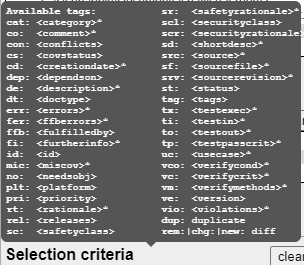 Available tags:
cat: <category>*
co: <comment>*
con: <conflicts>
cs: <covstatus>
cd: <creationdate>*
dep: <dependson>
de: <description>*
dt: <doctype>
err: <errors>*
fer: <ffberrors>*
ffb: <fulfilledby>
fi: <furtherinfo>*
id: <id>
mic: <miscov>*
no: <needsobj>
plt: <platform>
pri: <priority>
rt: <rationale>*
rel: <releases>
sc: <safetyclass>
sr: <safetyrationale>*
scl: <securityclass>
scr: <securityrationale>*
sd: <shortdesc>*
src: <source>*
sf: <sourcefile>*
srv: <sourcerevision>*
st: <status>
tag: <tags>
tx: <testexec>*
ti: <testin>*
to: <testout>*
tp: <testpasscrit>*
uc: <usecase>*
vco: <verifycond>*
vc: <verifycrit>*
vm: <verifymethods>*
ve: <version>
vio: <violations>*
dup: duplicate
rem:|chg:|new: diff
Selection criteria
clear